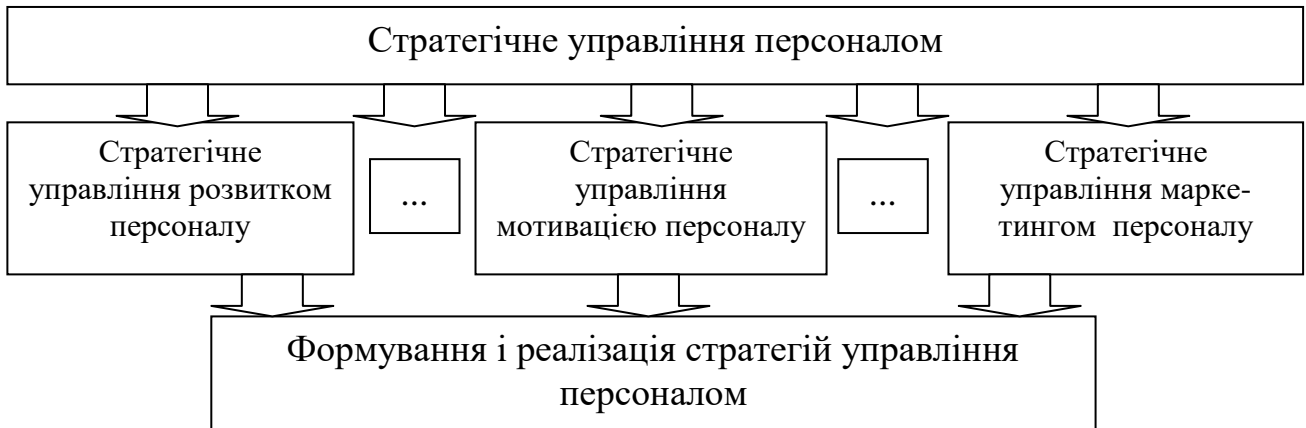 Стратегічне управління персоналом
Стратегічне
управління розвитком
персоналу
...
Стратегічне
управління
мотивацією персоналу
...
Стратегічне
управління марке-
тингом персоналу
Формування і реалізація стратегій управління
персоналом